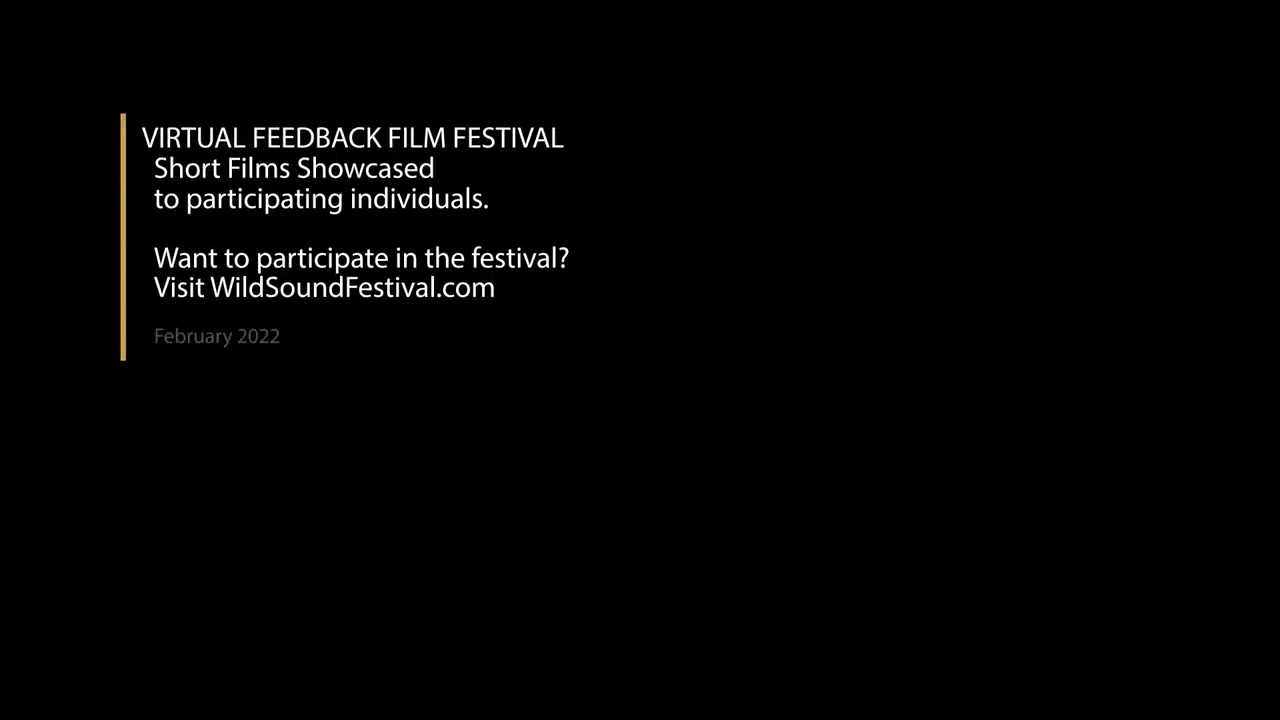 VIRTUAL FEEDBACK FILM FESTIVAL
Short Films Showcased
to participating individuals.
Want to participate in the festival?
Visit WildSoundFestival.com
February 2022